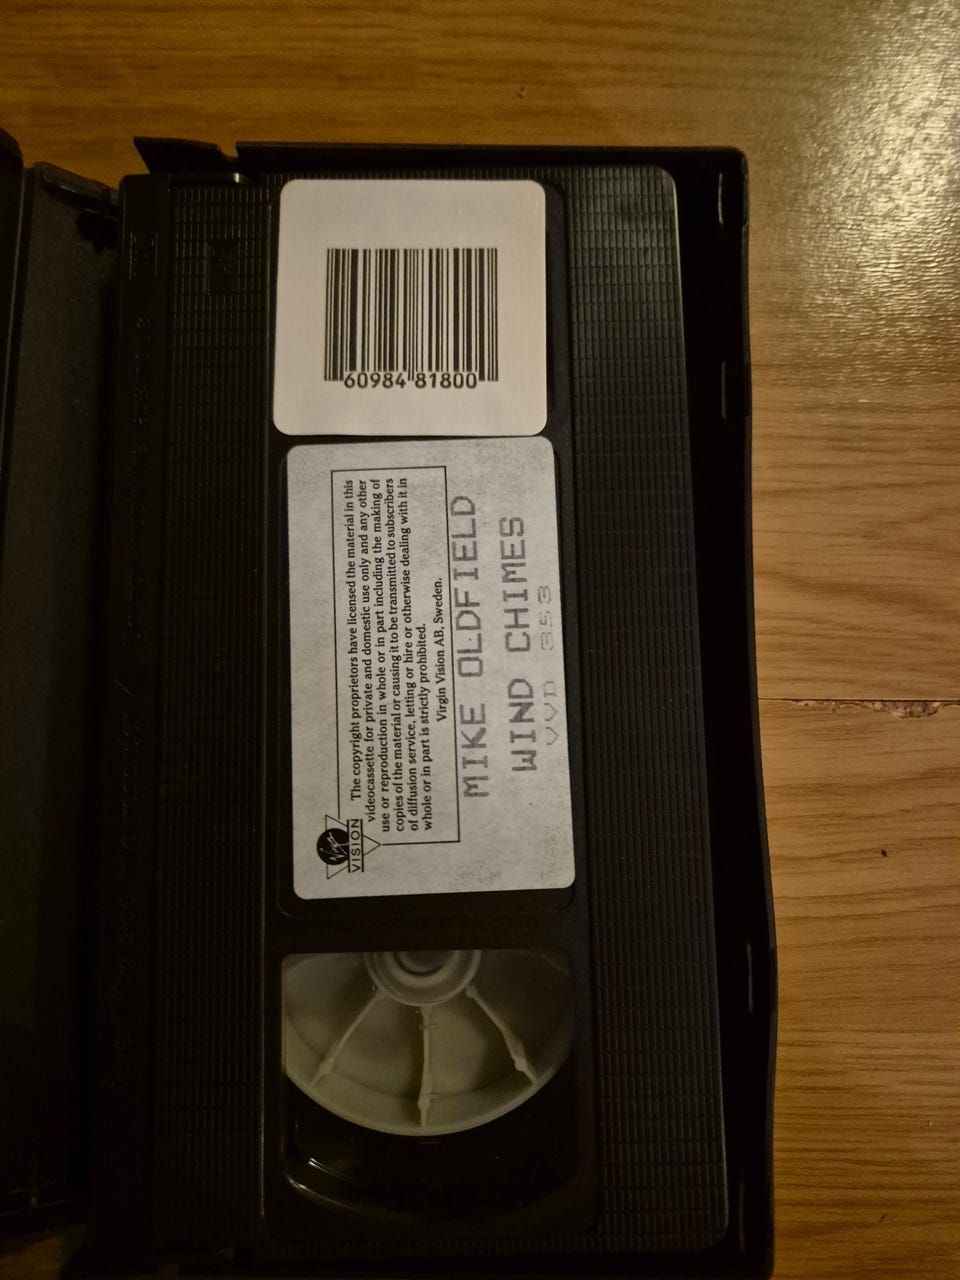 60984 81800
Virgin
VISION
The copyright proprietors have licensed the material in this
videocassette for private and domestic use only and any other
use or reproduction in whole or in part including the making of
copies of the material or causing it to be transmitted to subscribers
of diffusion service, letting or hire or otherwise dealing with it in
whole or in part is strictly prohibited.
Virgin Vision AB, Sweden.
MIKE OLDFIELD
WIND CHIMES
VVD 353